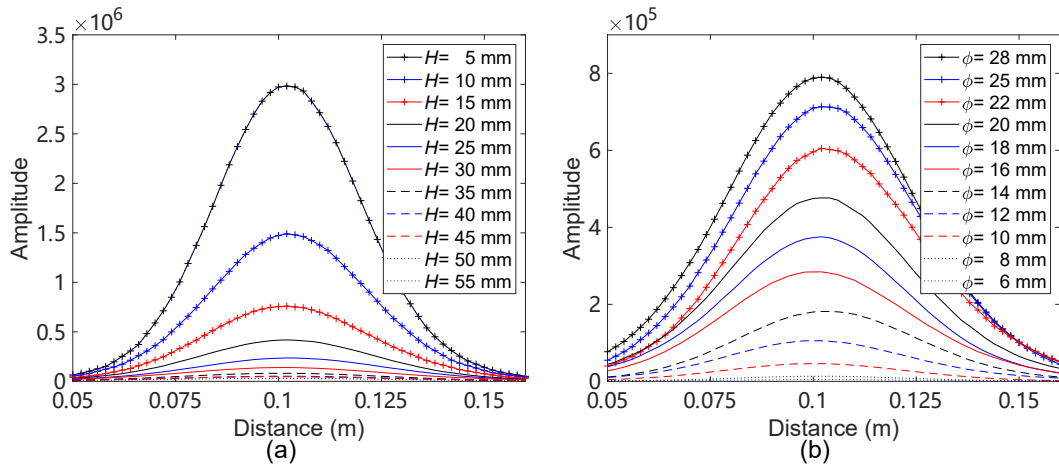 ×10⁶
3.5
3
2.5
2
1.5
1
0.5
0
Amplitude
0.05
0.075
0.1
0.125
0.15
Distance (m)
(a)
H= 5 mm
H= 10 mm
H= 15 mm
H= 20 mm
H= 25 mm
H= 30 mm
H= 35 mm
H= 40 mm
H= 45 mm
H= 50 mm
H= 55 mm
×10⁵
8
6
4
2
0
Amplitude
0.05
0.075
0.1
0.125
0.15
Distance (m)
(b)
ϕ= 28 mm
ϕ= 25 mm
ϕ= 22 mm
ϕ= 20 mm
ϕ= 18 mm
ϕ= 16 mm
ϕ= 14 mm
ϕ= 12 mm
ϕ= 10 mm
ϕ= 8 mm
ϕ= 6 mm